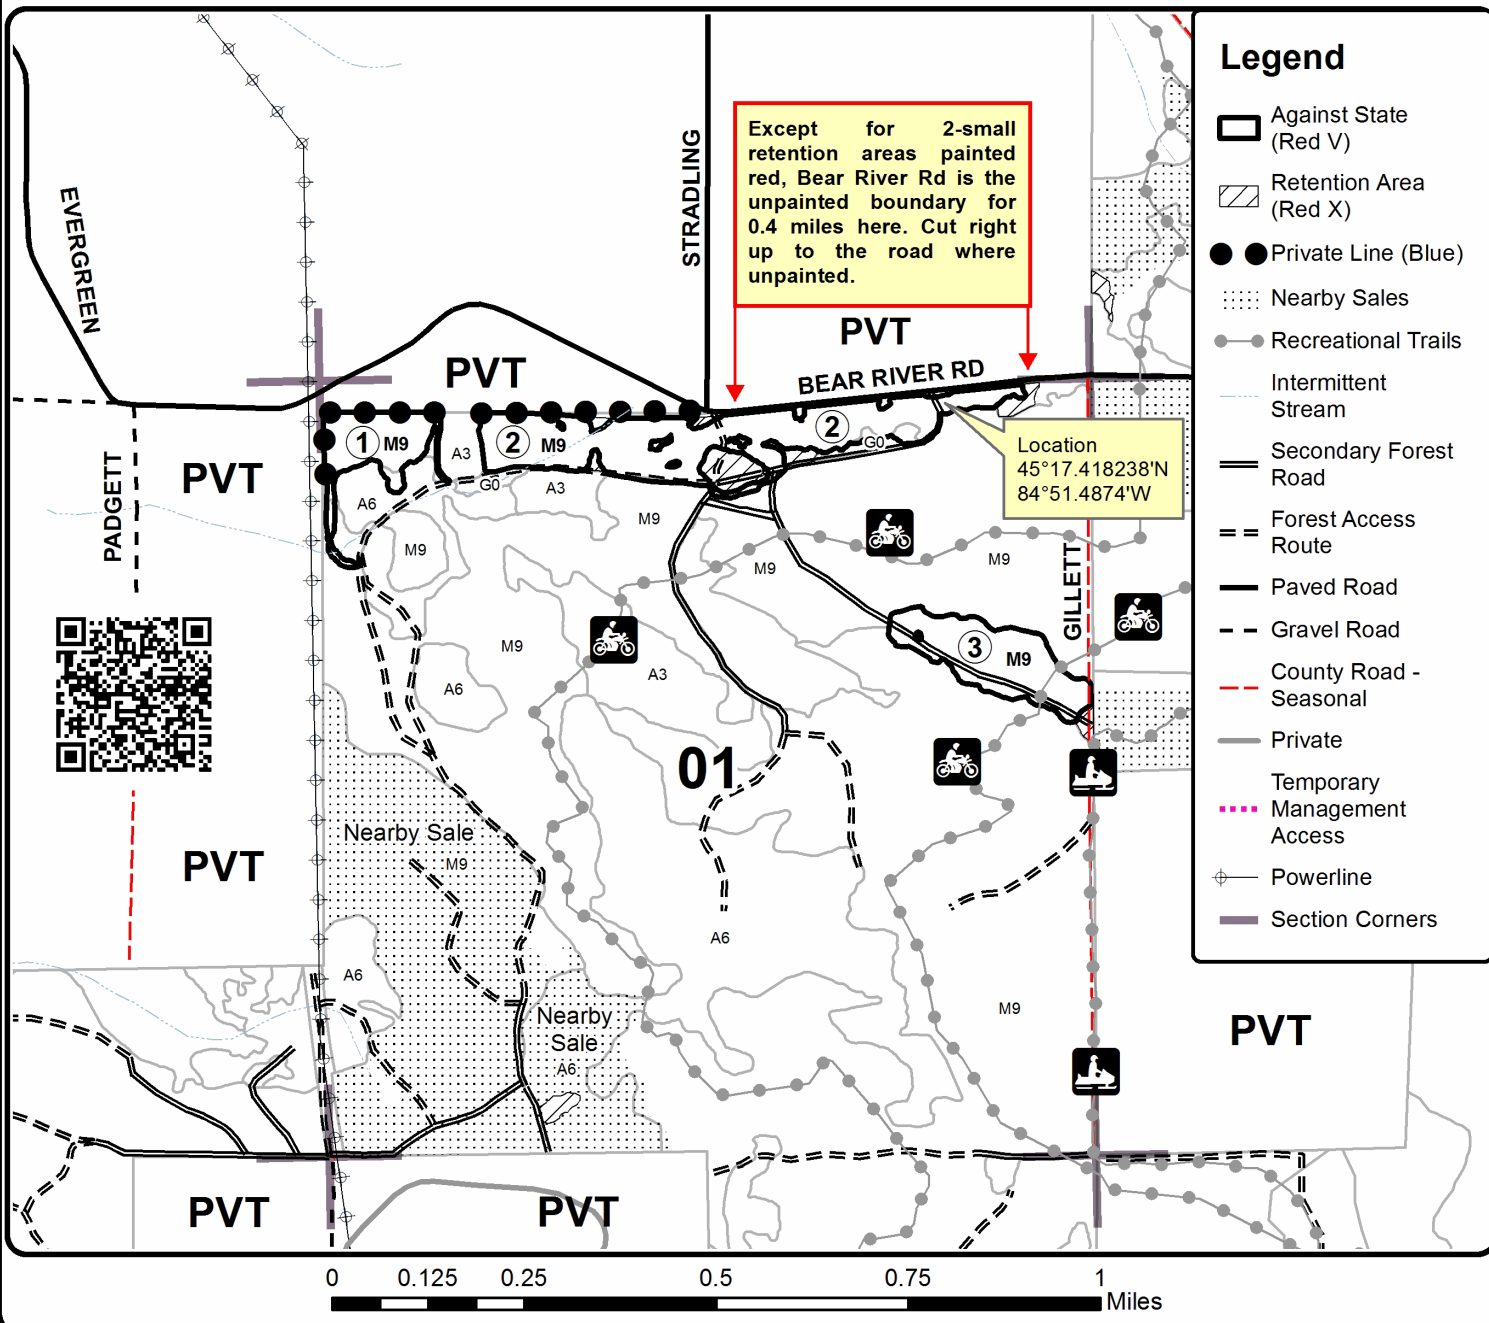 EVERGREEN
STRADLING
Except for 2-small
retention areas painted
red, Bear River Rd is the
unpainted boundary for
0.4 miles here. Cut right
up to the road where
unpainted.
PVT
PVT
BEAR RIVER RD
PVT
PADGETT
1 M9
A3
2 M9
2
G0
G0
A3
A6
M9
M9
M9
M9
M9
A6
A3
Location
45°17.418238'N
84°51.4874'W
GILLETT
3 M9
01
Nearby Sale
M9
PVT
A6
A6
Nearby
Sale
A6
M9
PVT
PVT
PVT
Legend
Against State
(Red V)
Retention Area
(Red X)
Private Line (Blue)
Nearby Sales
Recreational Trails
Intermittent
Stream
Secondary Forest
Road
Forest Access
Route
Paved Road
Gravel Road
County Road -
Seasonal
Private
Temporary
Management
Access
Powerline
Section Corners
0 0.125 0.25 0.5 0.75 1
Miles